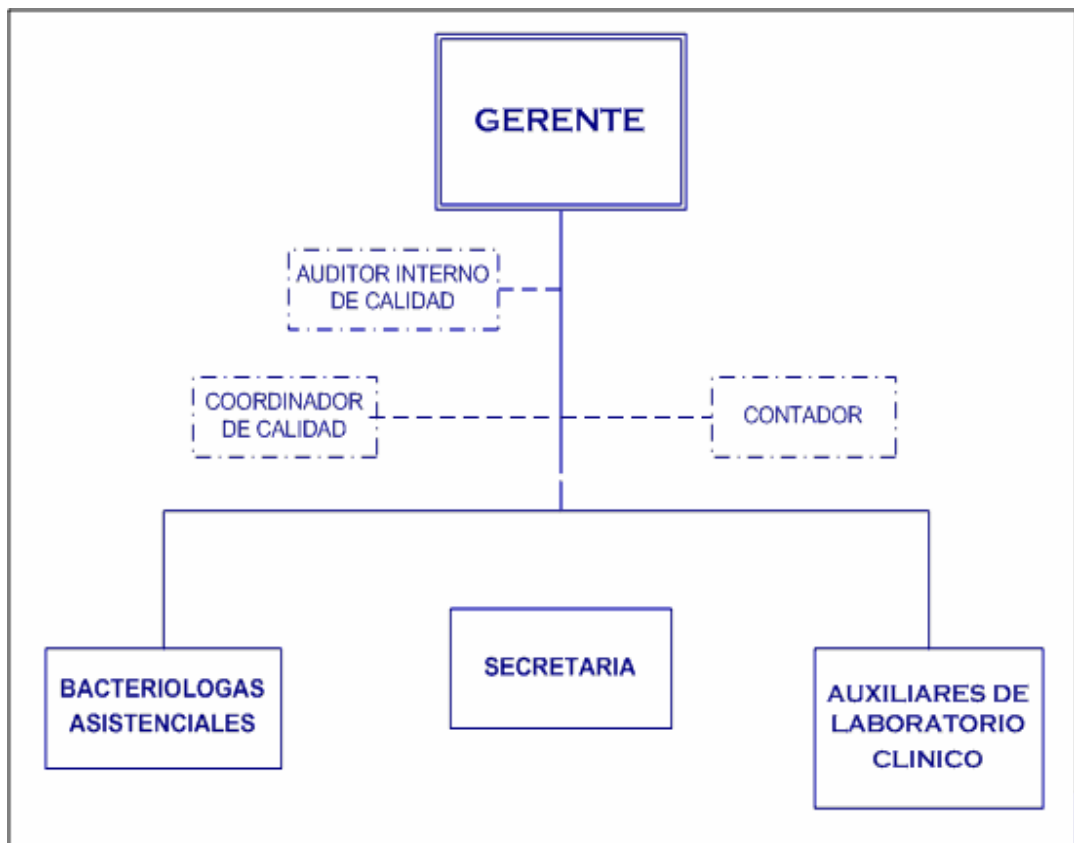 GERENTE
AUDITOR INTERNO
DE CALIDAD
COORDINADOR
DE CALIDAD
CONTADOR
BACTERIOLOGAS
ASISTENCIALES
SECRETARIA
AUXILIARES DE
LABORATORIO
CLINICO